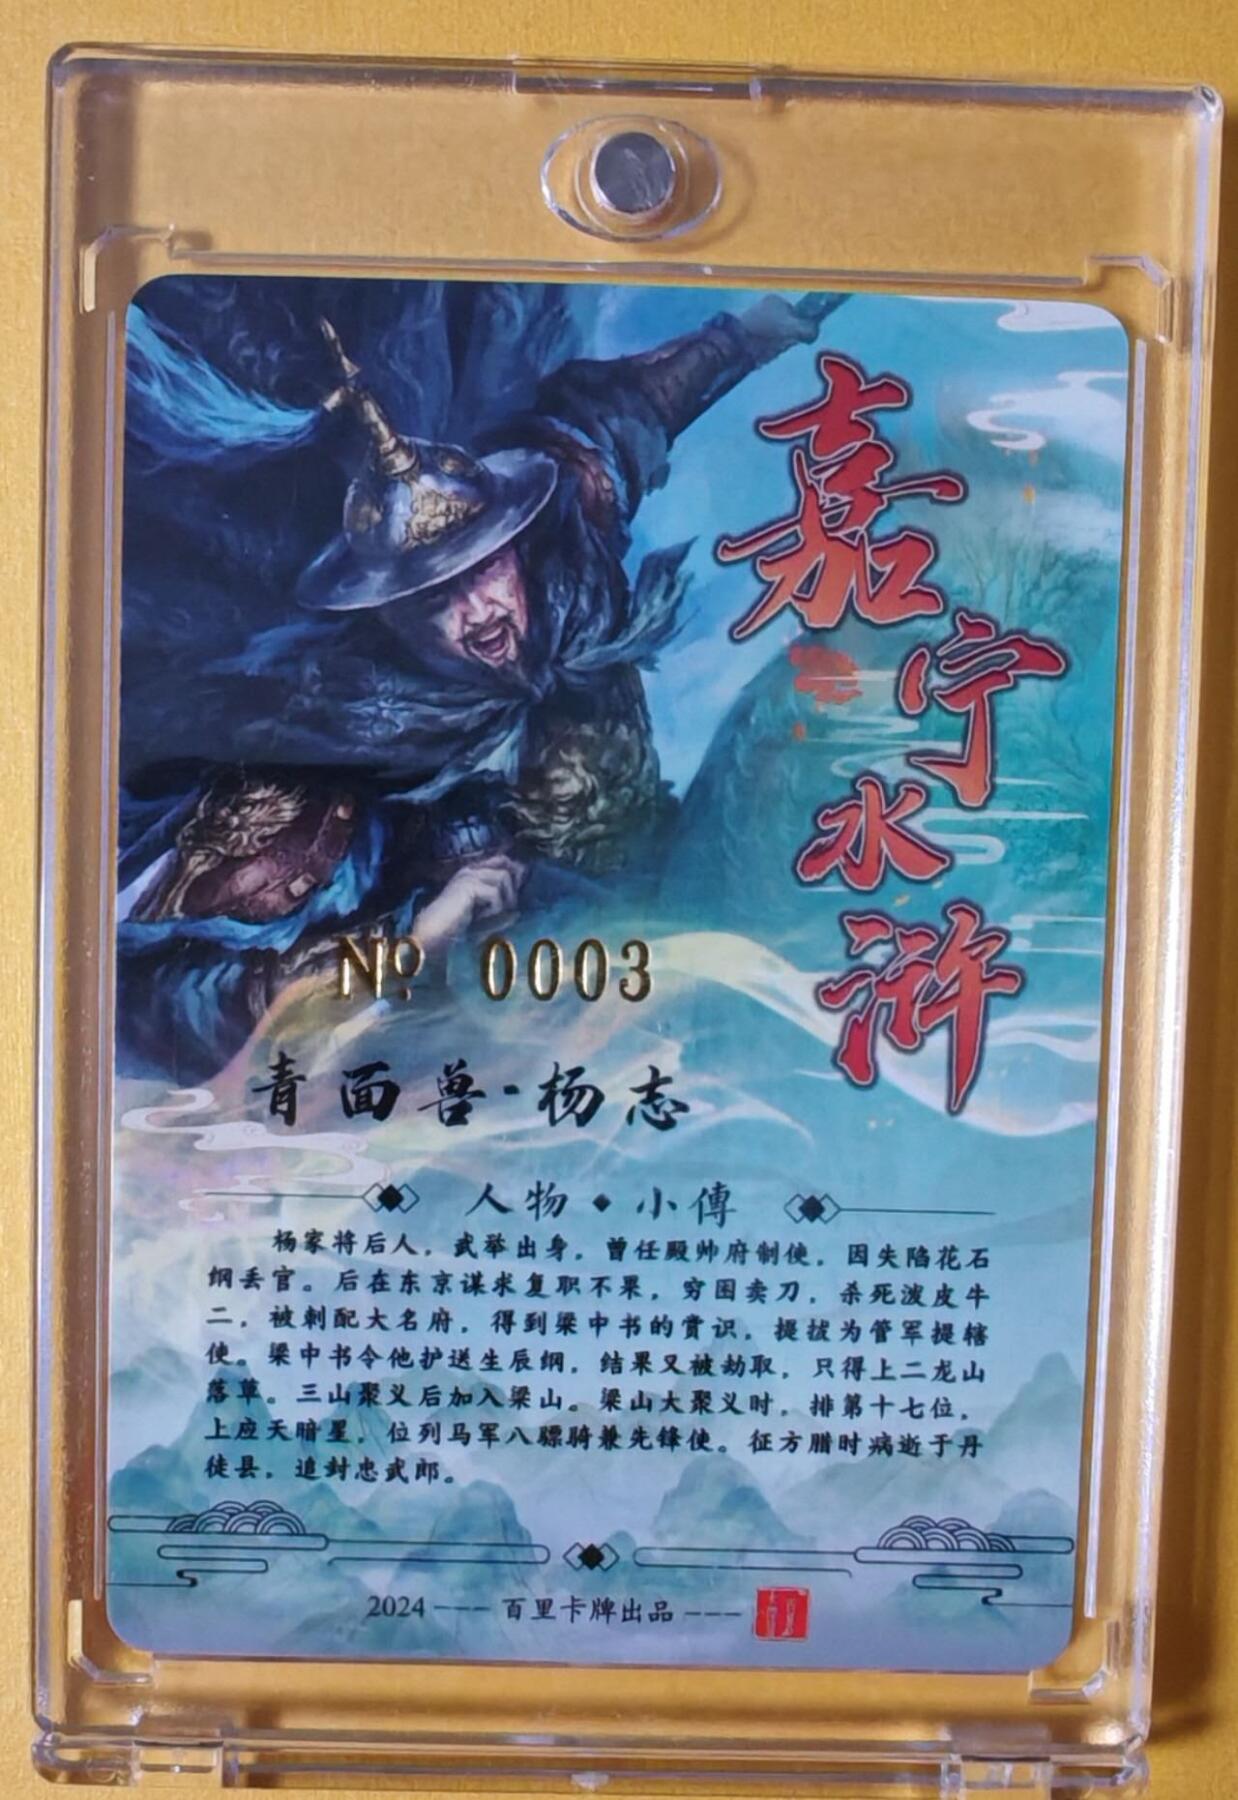 嘉宁水浒
No 0003
青面兽·杨志
人物◆小傳
杨家将后人，武举出身，曾任殿帅府制使，因失陷花石
纲丢官。后在东京谋求复职不果，穷困卖刀，杀死泼皮牛
二，被刺配大名府，得到梁中书的赏识，提拔为管军提辖
使。梁中书令他护送生辰纲，结果又被劫取，只得上二龙山
落草。三山聚义后加入梁山。梁山大聚义时，排第十七位，
上应天暗星，位列马军八骠骑兼先锋使。征方腊时病逝于丹
徒县，追封忠武郎。
2024———百里卡牌出品———